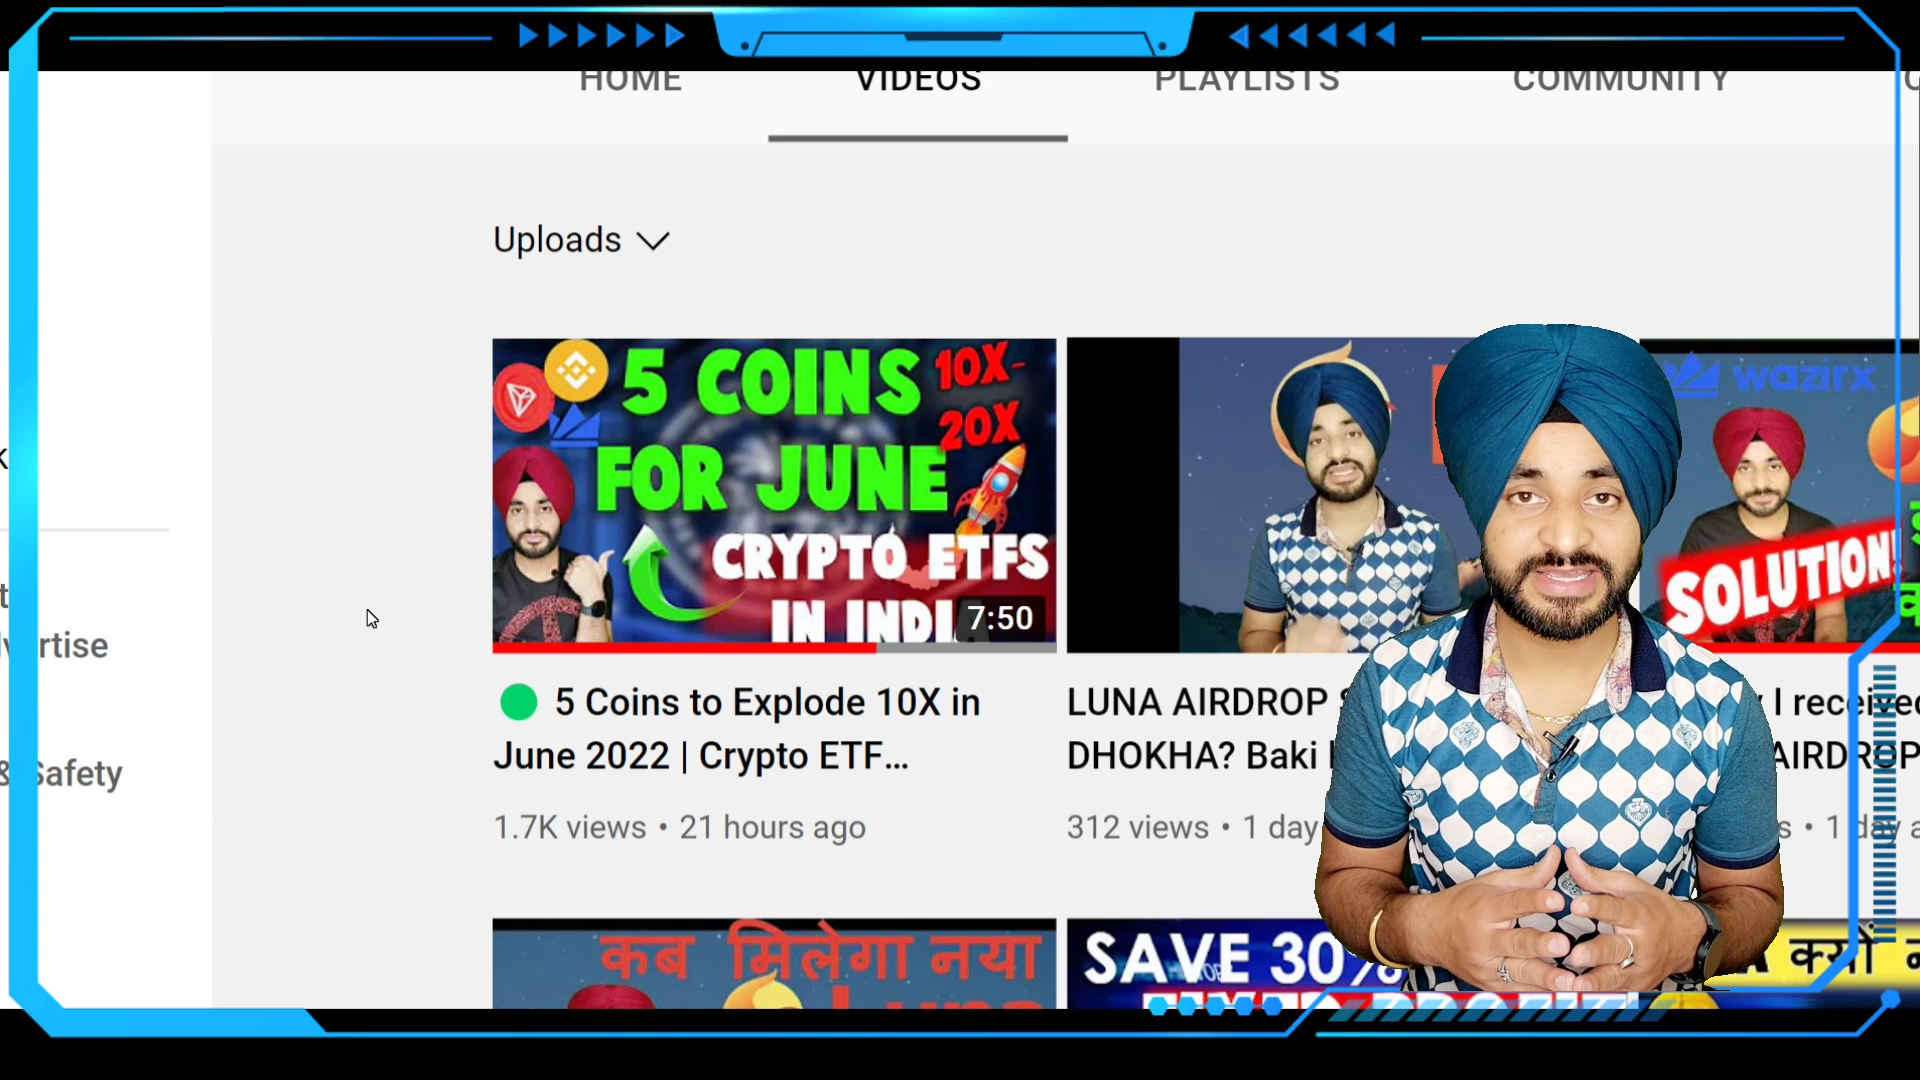 HOME VIDEOS PLAYLISTS COMMUNITY
Uploads
5 COINS 10X-
20X
FOR JUNE
CRYPTO ETFS
IN INDI
7:50
wazirx
SOLUTION!
5 Coins to Explode 10X in
June 2022 | Crypto ETF...
1.7K views • 21 hours ago
LUNA AIRDROP
DHOKHA? Baki
312 views • 1 day
I received
AIRDROP
s • 1 day a
rtise
& Safety
कब मिलेगा नया
SAVE 30%
क्यों